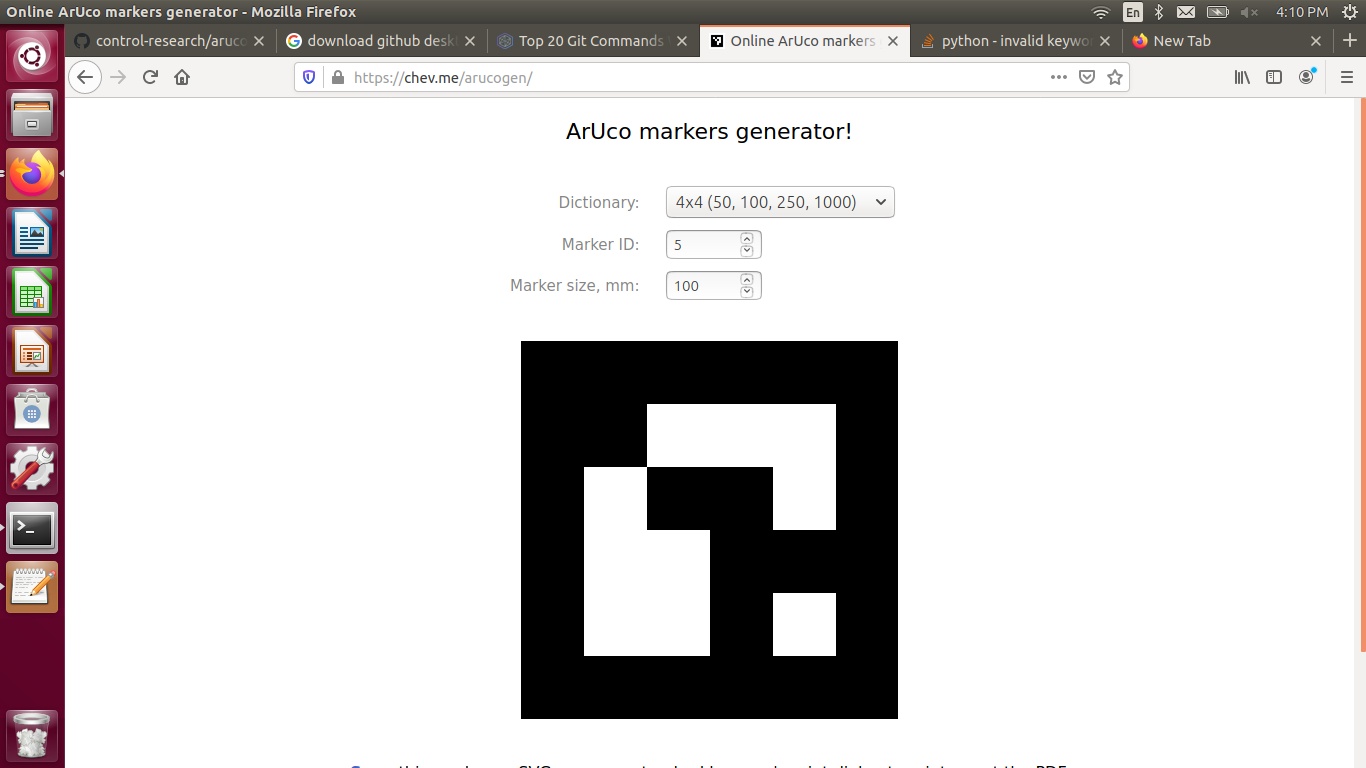 Online ArUco markers generator - Mozilla Firefox
En
4:10 PM
control-research/aruco
download github desk
Top 20 Git Commands
Online ArUco markers
python - invalid keywo
New Tab
https://chev.me/arucogen/
ArUco markers generator!
Dictionary: 4x4 (50, 100, 250, 1000)
Marker ID: 5
Marker size, mm: 100